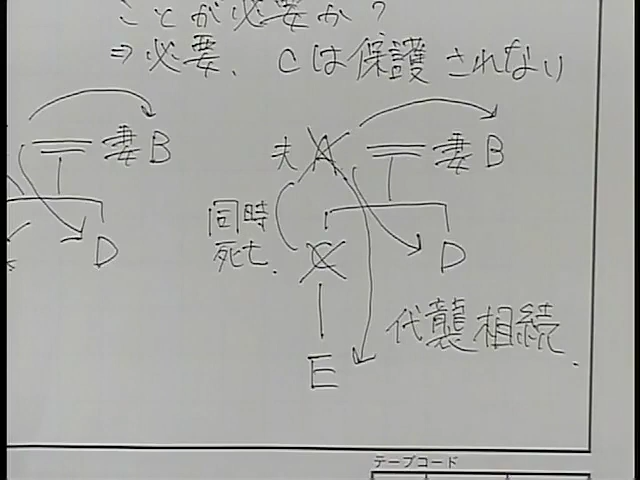 ことが必要か?
⇒必要、Cは保護されない
妻B
D
夫A 妻B
同時
死亡.
C
D
代襲相続.
E
テープコード